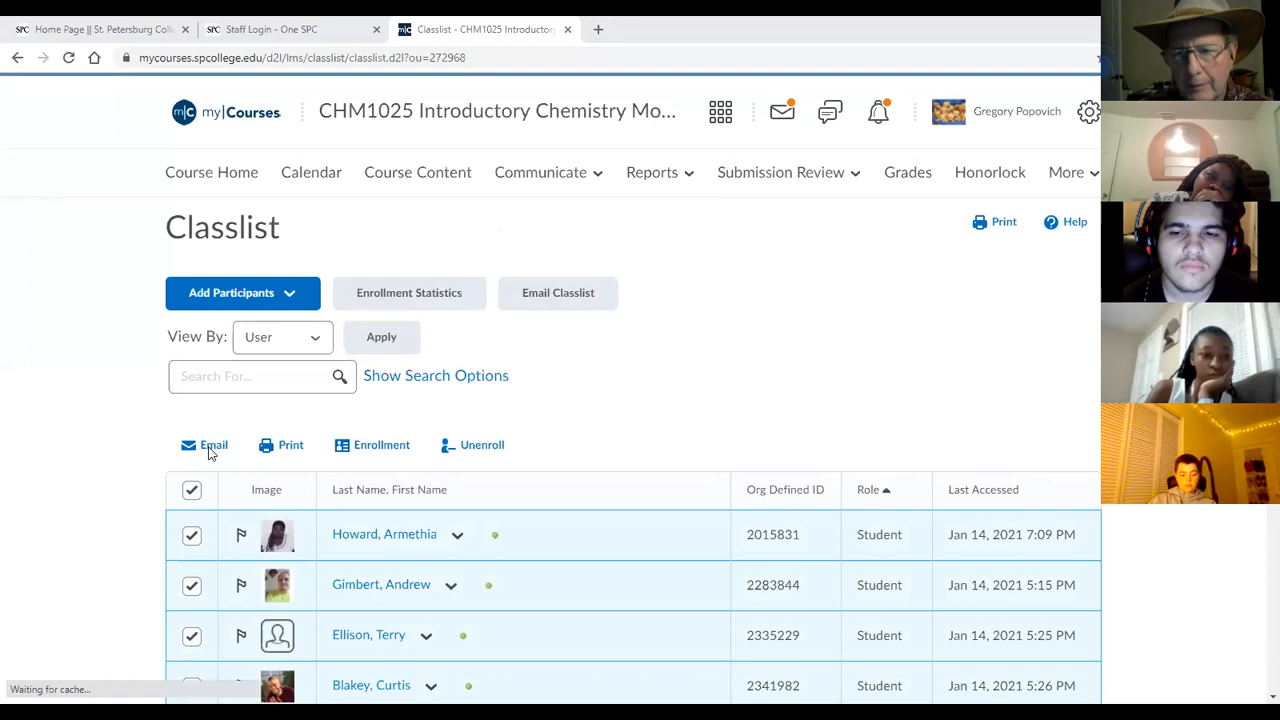 SPC Home Page || St. Petersburg Coll
SPC Staff Login - One SPC
m|C Classlist - CHM1025 Introductory
mycourses.spcollege.edu/d2l/lms/classlist/classlist.d2l?ou=272968
m|C my|Courses
CHM1025 Introductory Chemistry Mo...
Gregory Popovich
Course Home Calendar Course Content Communicate Reports Submission Review Grades Honorlock More
Classlist
Print Help
Add Participants Enrollment Statistics Email Classlist
View By: User Apply
Search For... Show Search Options
Email Print Enrollment Unenroll
Image Last Name, First Name Org Defined ID Role Last Accessed
Howard, Armethia 2015831 Student Jan 14, 2021 7:09 PM
Gimbert, Andrew 2283844 Student Jan 14, 2021 5:15 PM
Ellison, Terry 2335229 Student Jan 14, 2021 5:25 PM
Blakey, Curtis 2341982 Student Jan 14, 2021 5:26 PM
Waiting for cache...